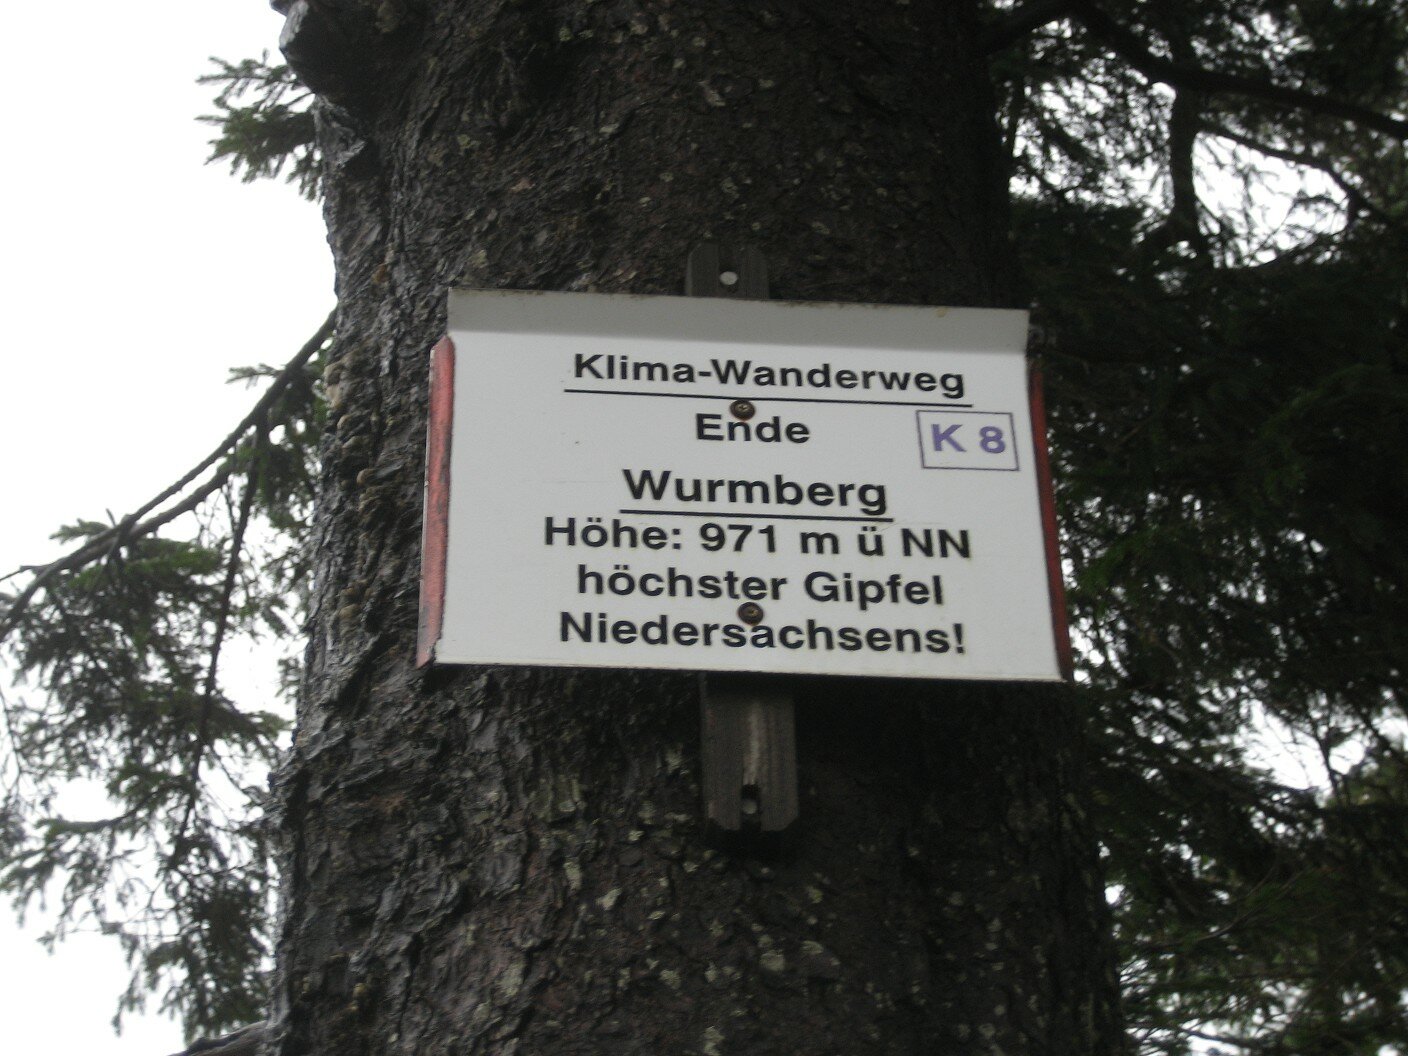 Klima-Wanderweg
Ende
K 8
Wurmberg
Höhe: 971 m ü NN
höchster Gipfel
Niedersachsens!